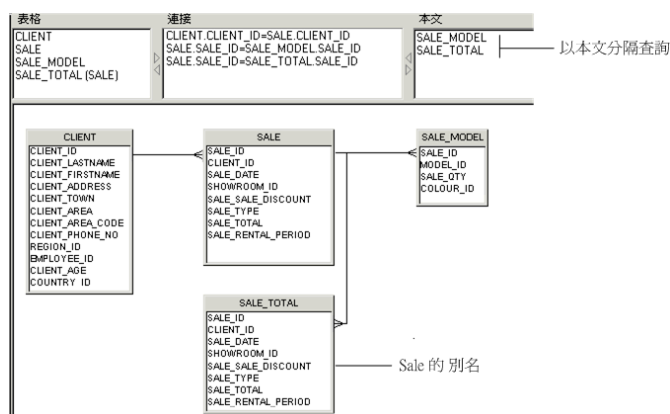 表格
連接
本文
CLIENT
SALE
SALE_MODEL
SALE_TOTAL (SALE)
CLIENT.CLIENT_ID=SALE.CLIENT_ID
SALE.SALE_ID=SALE_MODEL.SALE_ID
SALE.SALE_ID=SALE_TOTAL.SALE_ID
SALE_MODEL
SALE_TOTAL
以本文分隔查詢
CLIENT
CLIENT_ID
CLIENT_LASTNAME
CLIENT_FIRSTNAME
CLIENT_ADDRESS
CLIENT_TOWN
CLIENT_AREA
CLIENT_AREA_CODE
CLIENT_PHONE_NO
REGION_ID
EMPLOYEE_ID
CLIENT_AGE
COUNTRY_ID
SALE
SALE_ID
CLIENT_ID
SALE_DATE
SHOWROOM_ID
SALE_SALE_DISCOUNT
SALE_TYPE
SALE_TOTAL
SALE_RENTAL_PERIOD
SALE_MODEL
SALE_ID
MODEL_ID
SALE_QTY
COLOUR_ID
SALE_TOTAL
SALE_ID
CLIENT_ID
SALE_DATE
SHOWROOM_ID
SALE_SALE_DISCOUNT
SALE_TYPE
SALE_TOTAL
SALE_RENTAL_PERIOD
Sale 的 別名